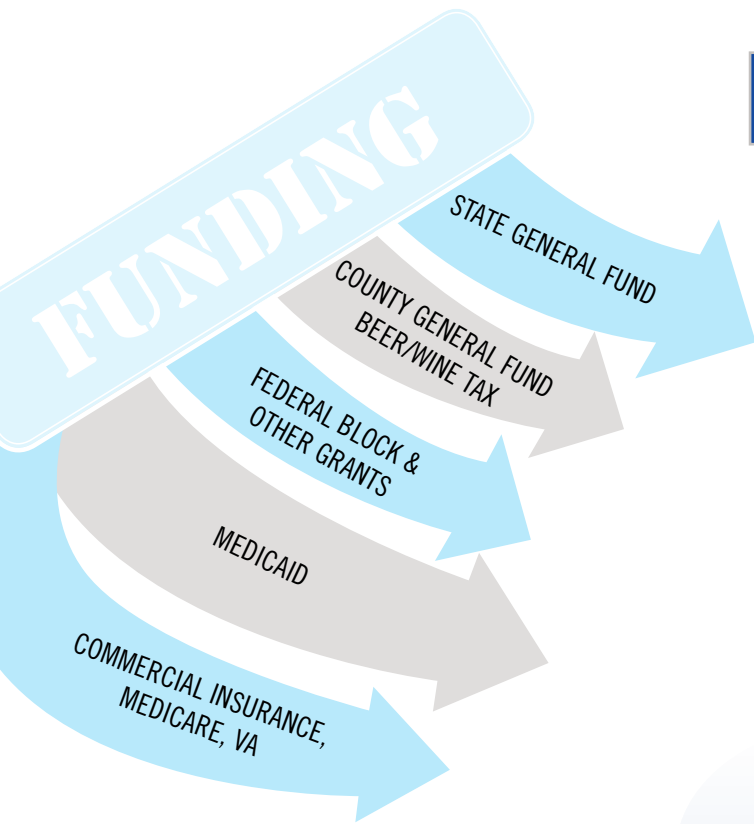 FUNDING
STATE GENERAL FUND
COUNTY GENERAL FUND
BEER/WINE TAX
FEDERAL BLOCK &
OTHER GRANTS
MEDICAID
COMMERCIAL INSURANCE,
MEDICARE, VA